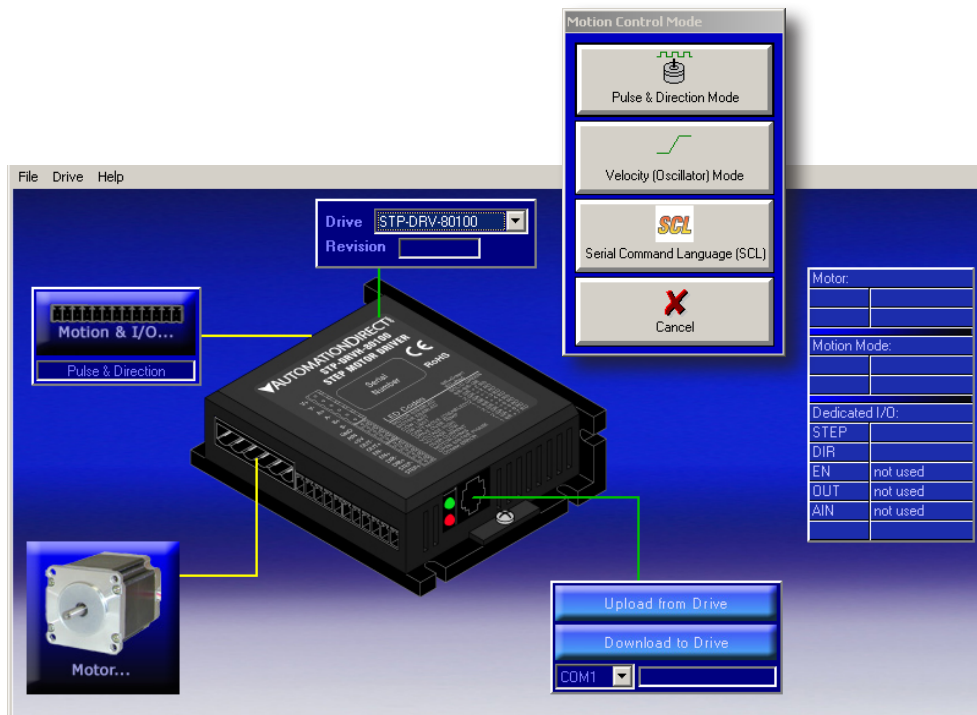 Motion Control Mode
Pulse & Direction Mode
Velocity (Oscillator) Mode
SCL
Serial Command Language (SCL)
Cancel
File Drive Help
Drive STP-DRV-80100
Revision
Motion & I/O...
Pulse & Direction
AUTOMATIONDIRECT
STP-DRVH-80100
STEP MOTOR DRIVER
CE
RoHS
Serial
Number
LED Codes
Motor:
Motion Mode:
Dedicated I/O:
STEP
DIR
EN not used
OUT not used
AIN not used
Motor...
Upload from Drive
Download to Drive
COM1